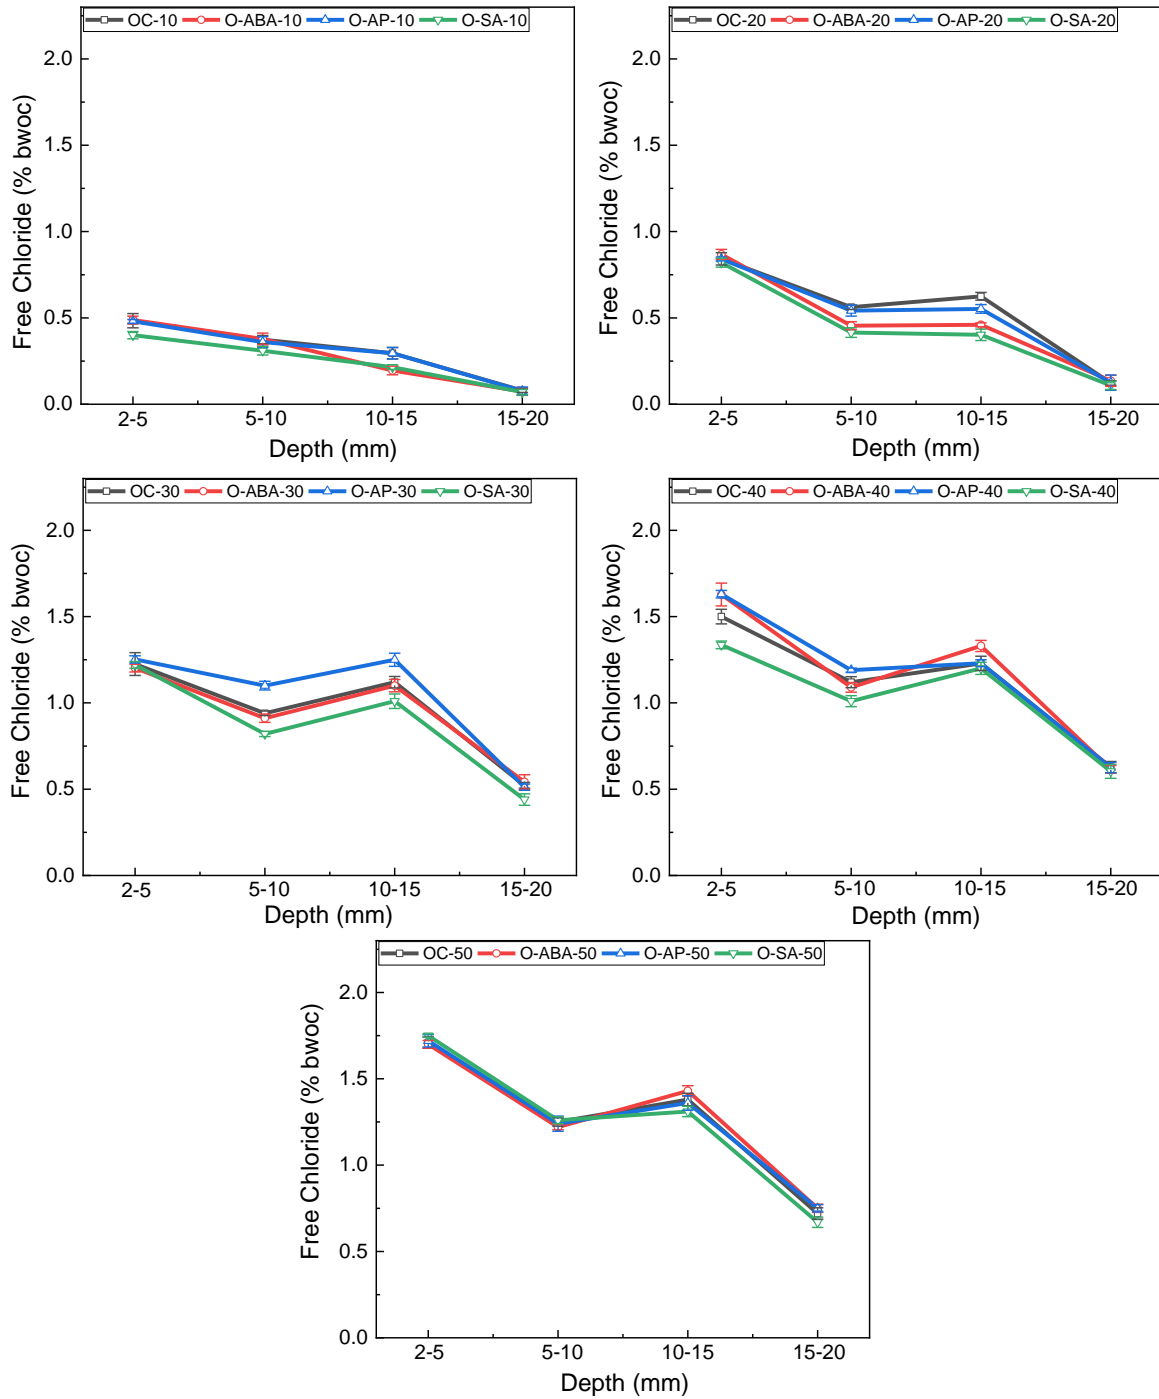 OC-10 O-ABA-10 O-AP-10 O-SA-10
2.0
1.5
1.0
0.5
0.0
Free Chloride (% bwoc)
2-5 5-10 10-15 15-20
Depth (mm)
OC-20 O-ABA-20 O-AP-20 O-SA-20
2.0
1.5
1.0
0.5
0.0
Free Chloride (% bwoc)
2-5 5-10 10-15 15-20
Depth (mm)
OC-30 O-ABA-30 O-AP-30 O-SA-30
2.0
1.5
1.0
0.5
0.0
Free Chloride (% bwoc)
2-5 5-10 10-15 15-20
Depth (mm)
OC-40 O-ABA-40 O-AP-40 O-SA-40
2.0
1.5
1.0
0.5
0.0
Free Chloride (% bwoc)
2-5 5-10 10-15 15-20
Depth (mm)
OC-50 O-ABA-50 O-AP-50 O-SA-50
2.0
1.5
1.0
0.5
0.0
Free Chloride (% bwoc)
2-5 5-10 10-15 15-20
Depth (mm)